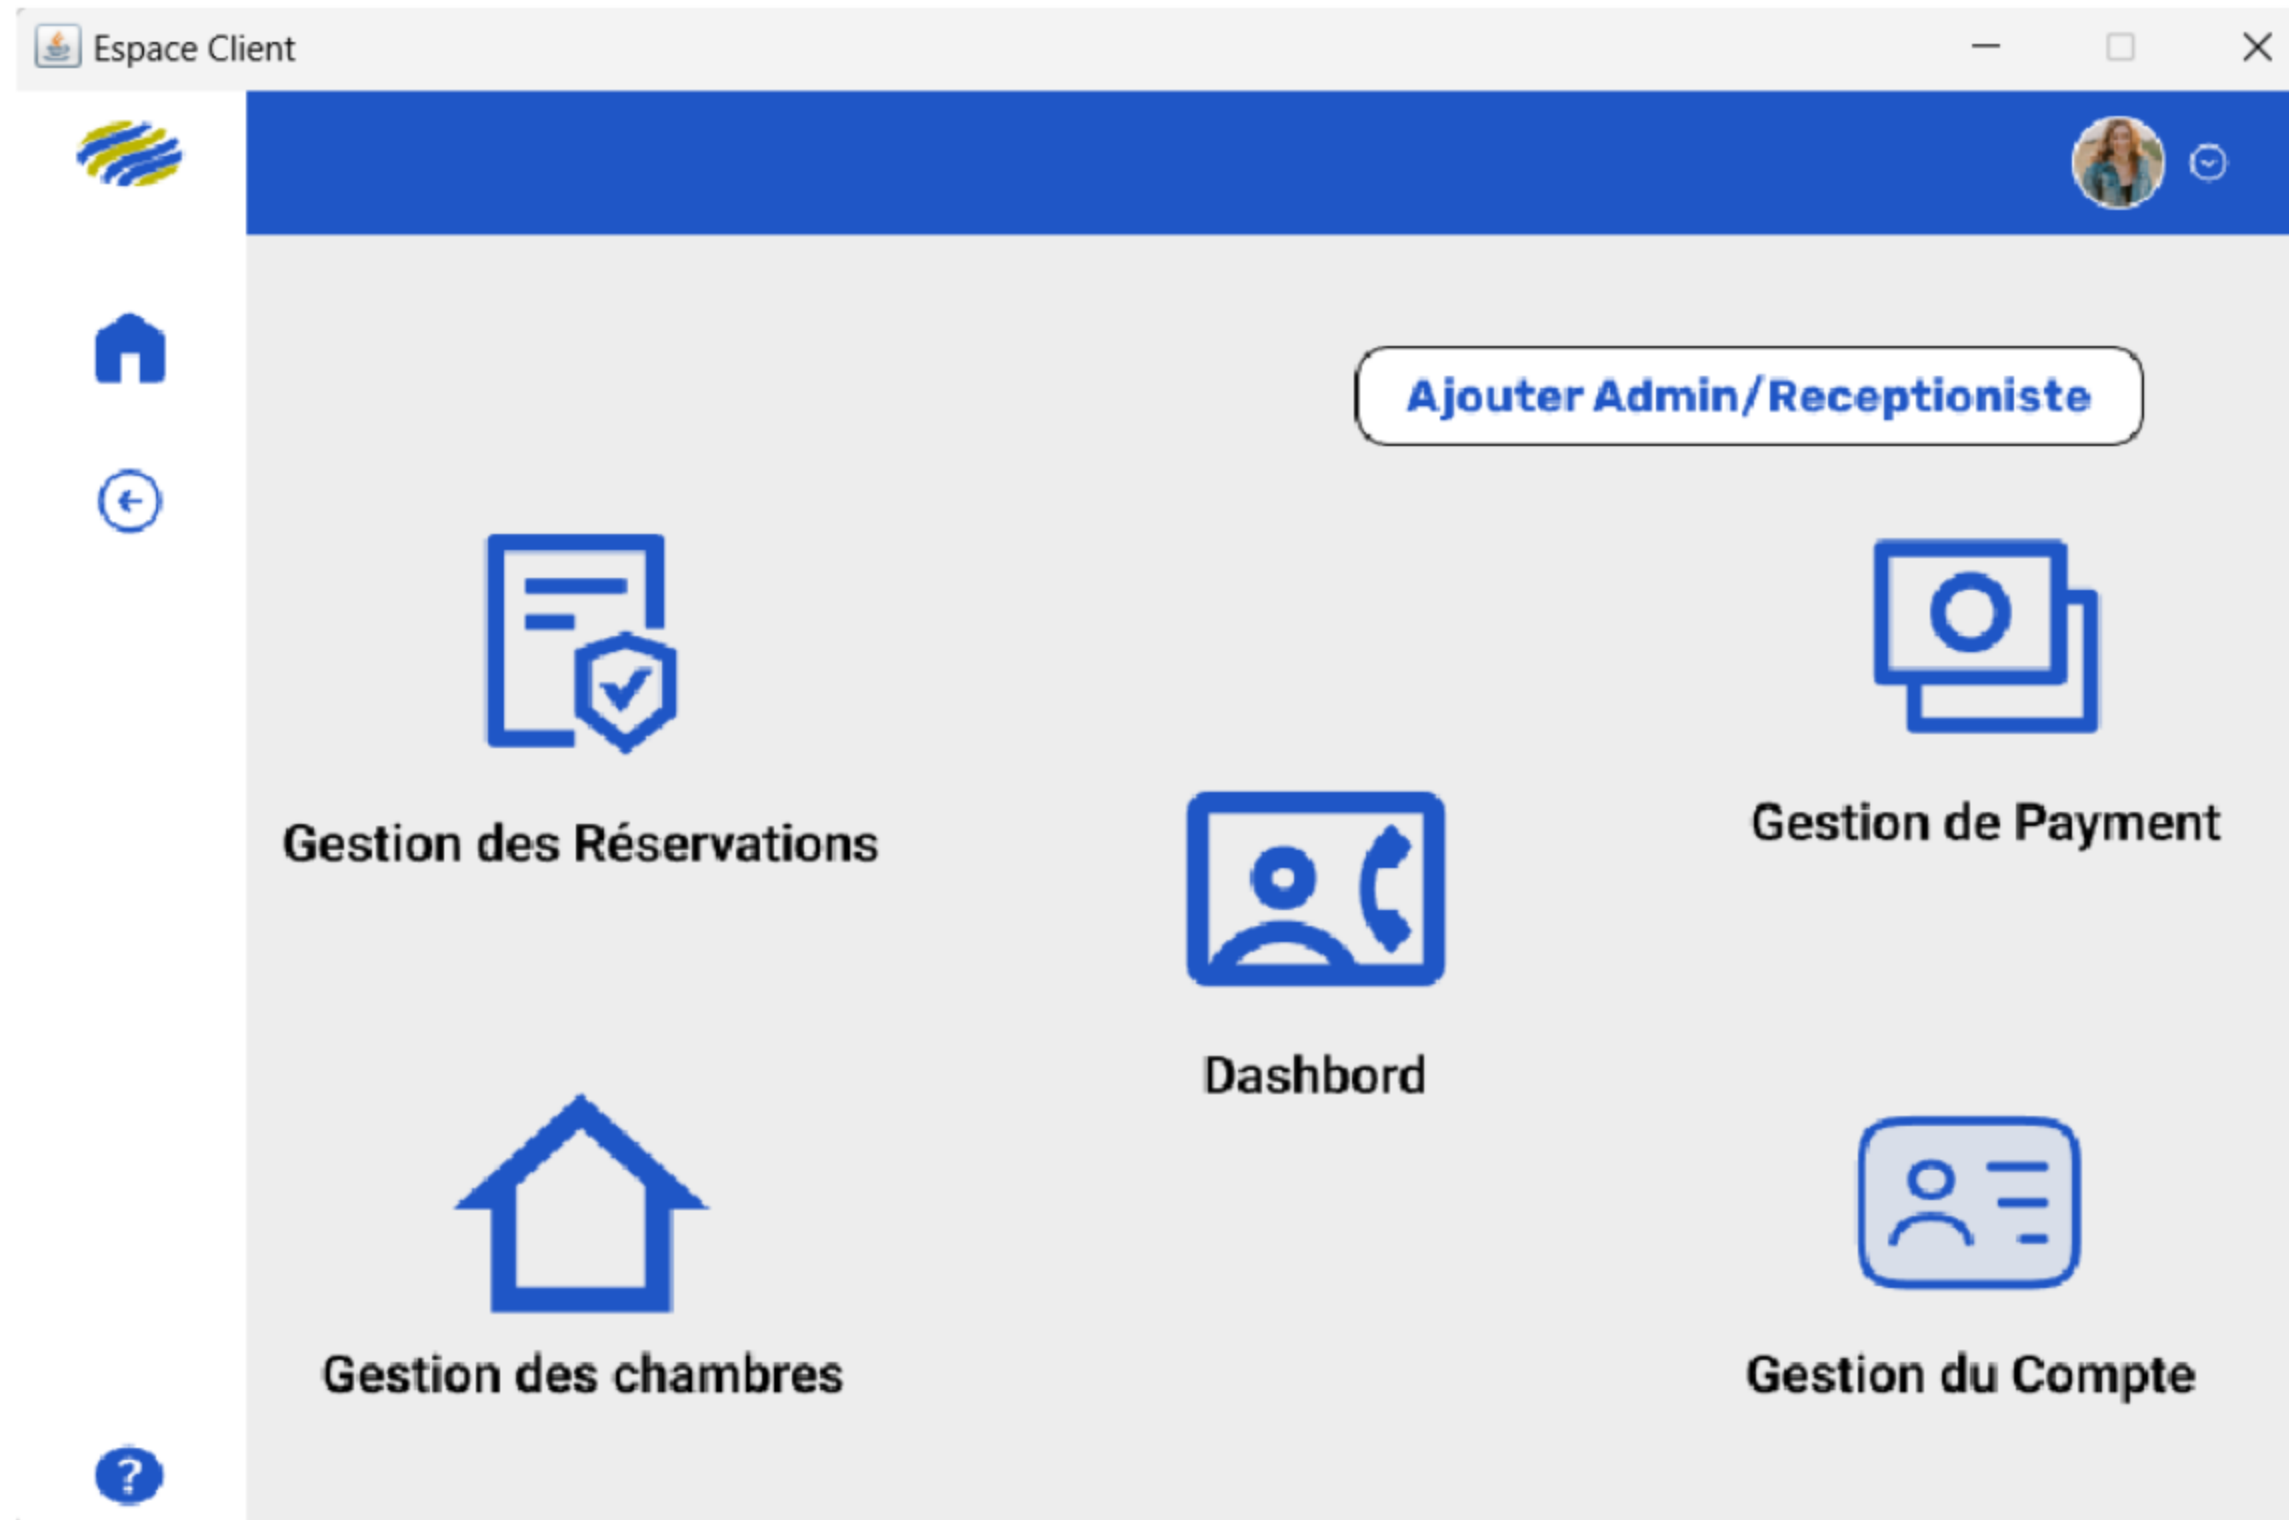 Espace Client
Ajouter Admin/Receptioniste
Gestion des Réservations
Gestion de Payment
Dashbord
Gestion des chambres
Gestion du Compte
?